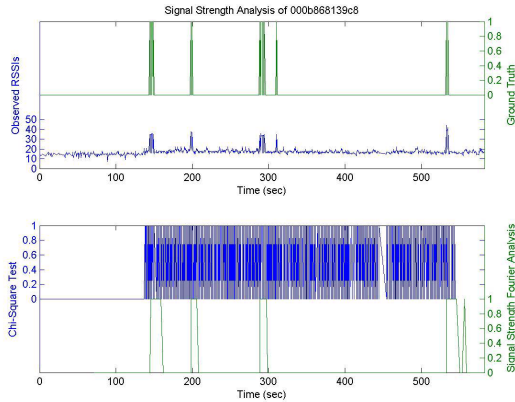 Signal Strength Analysis of 000b868139c8
1
0.8
0.6
0.4
0.2
0
Ground Truth
Observed RSSIs
50
40
30
20
10
0
0 100 200 300 400 500
Time (sec)
1
0.8
0.6
0.4
0.2
0
Chi-Square Test
1
0.8
0.6
0.4
0.2
0
Signal Strength Fourier Analysis
0 100 200 300 400 500
Time (sec)